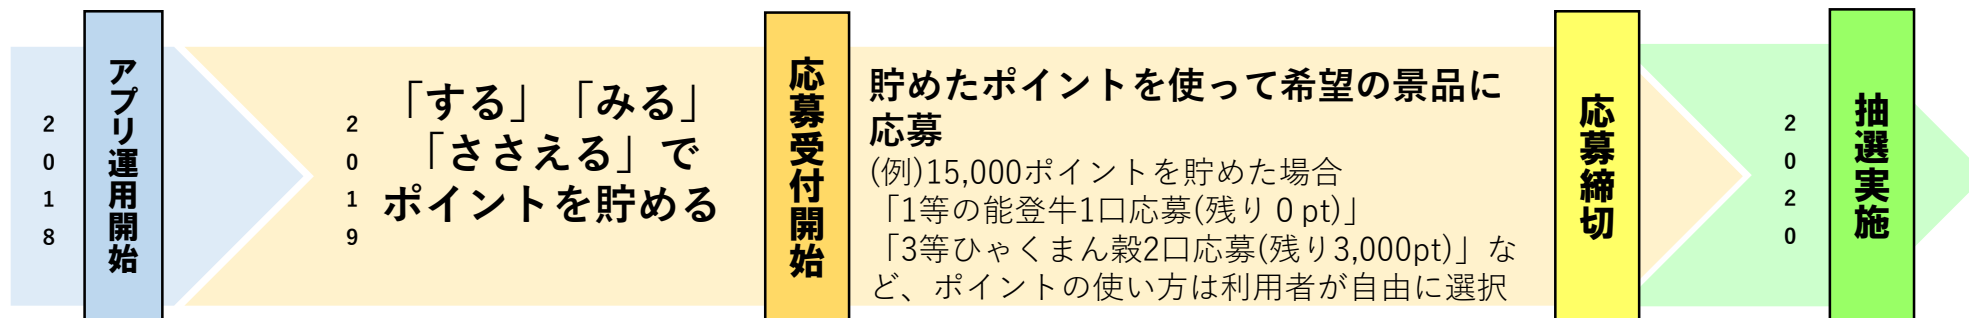 2018
アプリ運用開始
2019
「する」「みる」
「ささえる」で
ポイントを貯める
応募受付開始
貯めたポイントを使って希望の景品に
応募
(例)15,000ポイントを貯めた場合
「1等の能登牛1口応募(残り０pt)」
「3等ひゃくまん穀2口応募(残り3,000pt)」な
ど、ポイントの使い方は利用者が自由に選択
応募締切
2020
抽選実施